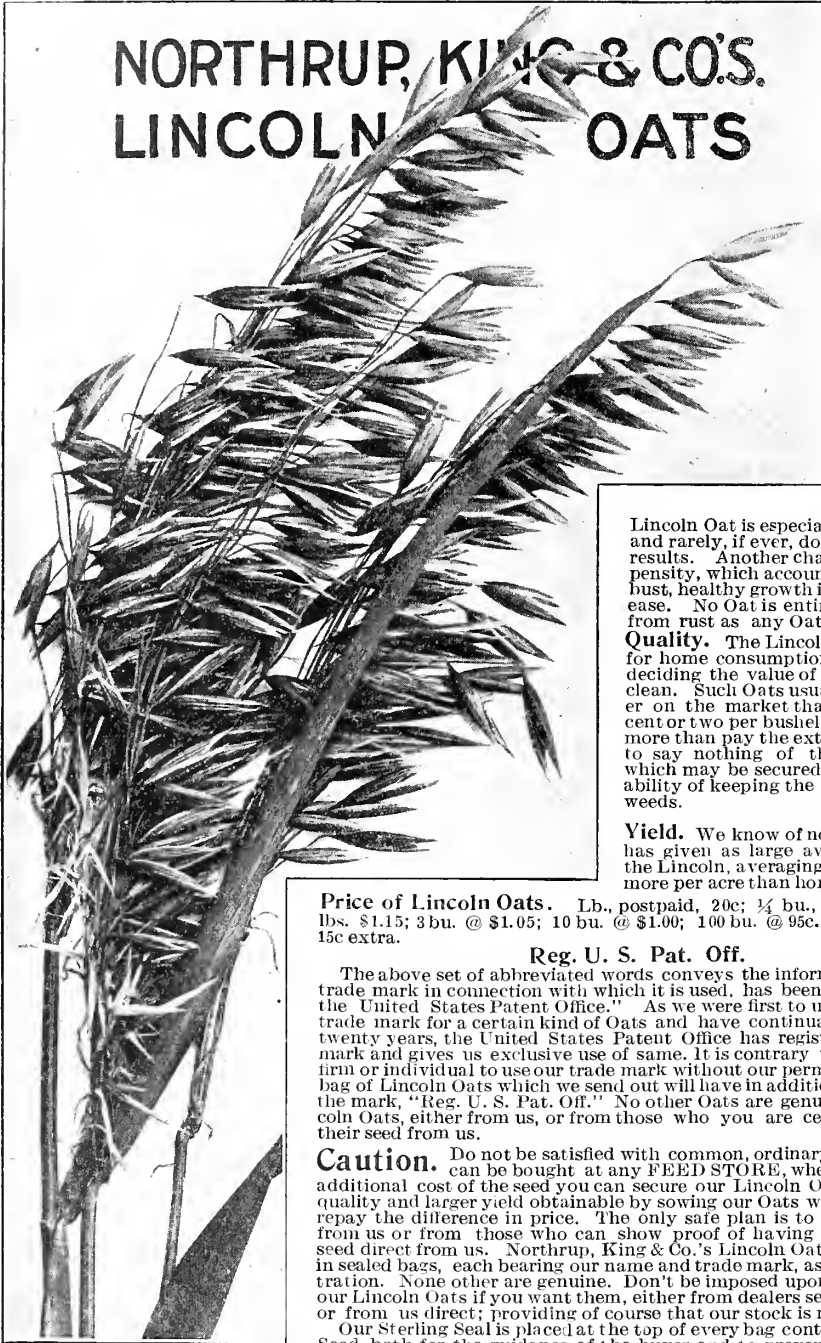 NORTHRUP, KING & CO.'S.
LINCOLN OATS
Lincoln Oat is especia
and rarely, if ever, do
results. Another cha
pensity, which accoun
bust, healthy growth i
ease. No Oat is entir
from rust as any Oat
Quality. The Lincol
for home consumption
deciding the value of
clean. Such Oats usu
er on the market tha
cent or two per bushel
more than pay the ext
to say nothing of th
which may be secured
ability of keeping the
weeds.
Yield. We know of no
has given as large av
the Lincoln, averaging
more per acre than hon
Price of Lincoln Oats. Lb., postpaid, 20c; ¼ bu.,
lbs. $1.15; 3 bu. @ $1.05; 10 bu. @ $1.00; 100 bu. @ 95c.
15c extra.
Reg. U. S. Pat. Off.
The above set of abbreviated words conveys the inform
trade mark in connection with which it is used, has been
the United States Patent Office." As we were first to u
trade mark for a certain kind of Oats and have continua
twenty years, the United States Patent Office has regis
mark and gives us exclusive use of same. It is contrary
firm or individual to use our trade mark without our perm
bag of Lincoln Oats which we send out will have in additi
the mark, "Reg. U. S. Pat. Off." No other Oats are genu
coln Oats, either from us, or from those who you are ce
their seed from us.
Caution. Do not be satisfied with common, ordinar
can be bought at any FEED STORE, whe
additional cost of the seed you can secure our Lincoln O
quality and larger yield obtainable by sowing our Oats w
repay the difference in price. The only safe plan is to
from us or from those who can show proof of having
seed direct from us. Northrup, King & Co.'s Lincoln Oat
in sealed bags, each bearing our name and trade mark, as
tration. None other are genuine. Don't be imposed upo
our Lincoln Oats if you want them, either from dealers se
or from us direct; providing of course that our stock is n
Our Sterling Seal is placed at the top of every bag cont